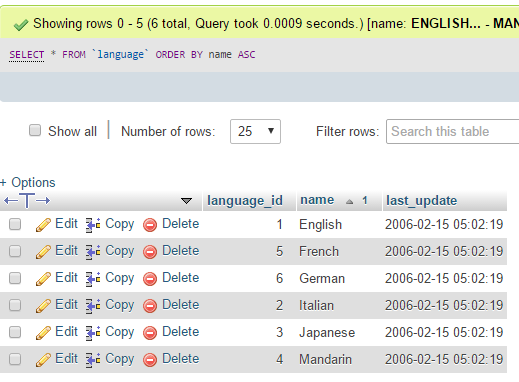 Showing rows 0 - 5 (6 total, Query took 0.0009 seconds.) [name: ENGLISH... - MAN
SELECT * FROM `language` ORDER BY name ASC
Show all Number of rows: 25 Filter rows: Search this table
+ Options
language_id name 1 last_update
Edit Copy Delete 1 English 2006-02-15 05:02:19
Edit Copy Delete 5 French 2006-02-15 05:02:19
Edit Copy Delete 6 German 2006-02-15 05:02:19
Edit Copy Delete 2 Italian 2006-02-15 05:02:19
Edit Copy Delete 3 Japanese 2006-02-15 05:02:19
Edit Copy Delete 4 Mandarin 2006-02-15 05:02:19